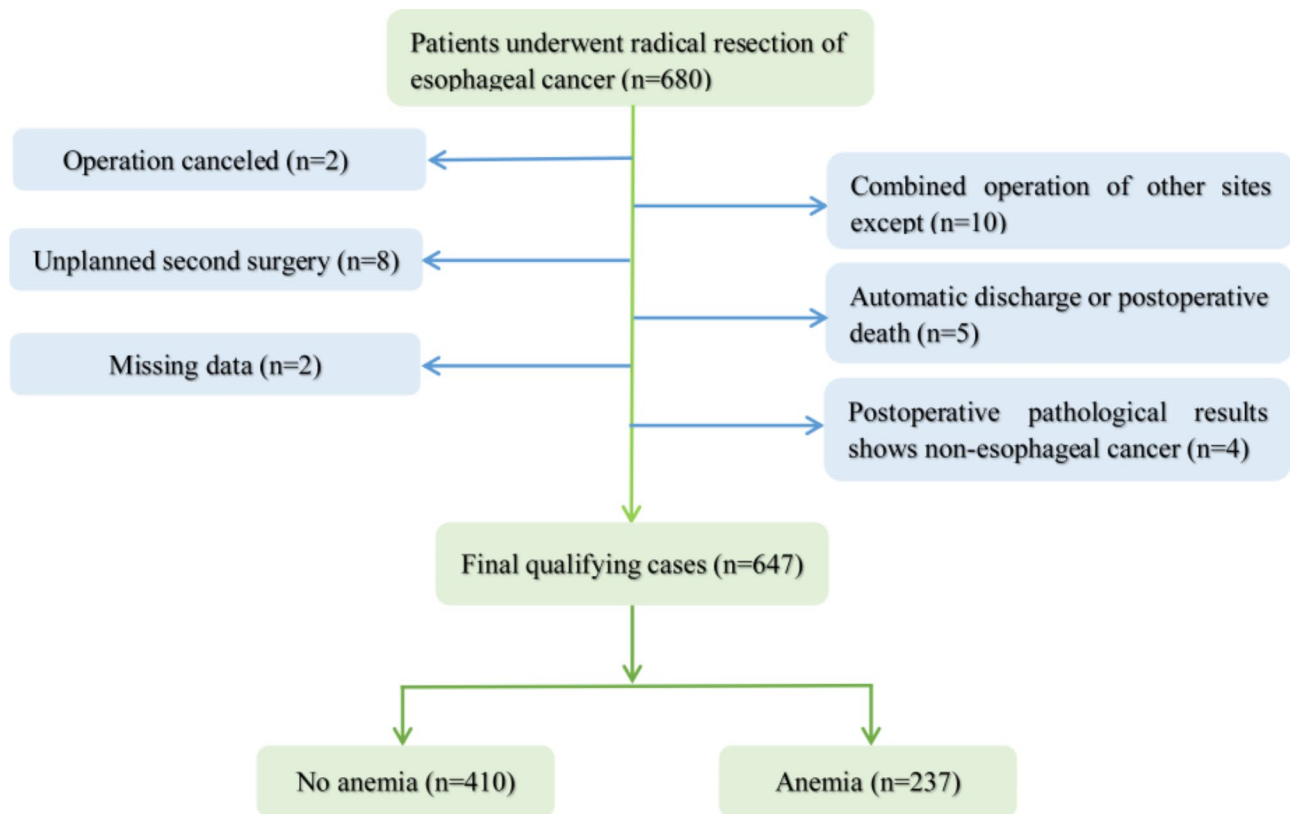 Patients underwent radical resection of
esophageal cancer (n=680)
Operation canceled (n=2)
Combined operation of other sites
except (n=10)
Unplanned second surgery (n=8)
Automatic discharge or postoperative
death (n=5)
Missing data (n=2)
Postoperative pathological results
shows non-esophageal cancer (n=4)
Final qualifying cases (n=647)
No anemia (n=410)
Anemia (n=237)